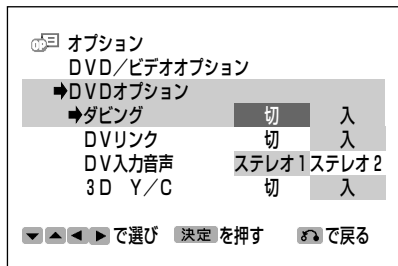 オプション
DVD／ビデオオプション
➡DVDオプション
➡ダビング 切 入
DVリンク 切 入
DV入力音声 ステレオ1 ステレオ2
3D Y／C 切 入
▼▲◀▶で選び 決定を押す で戻る